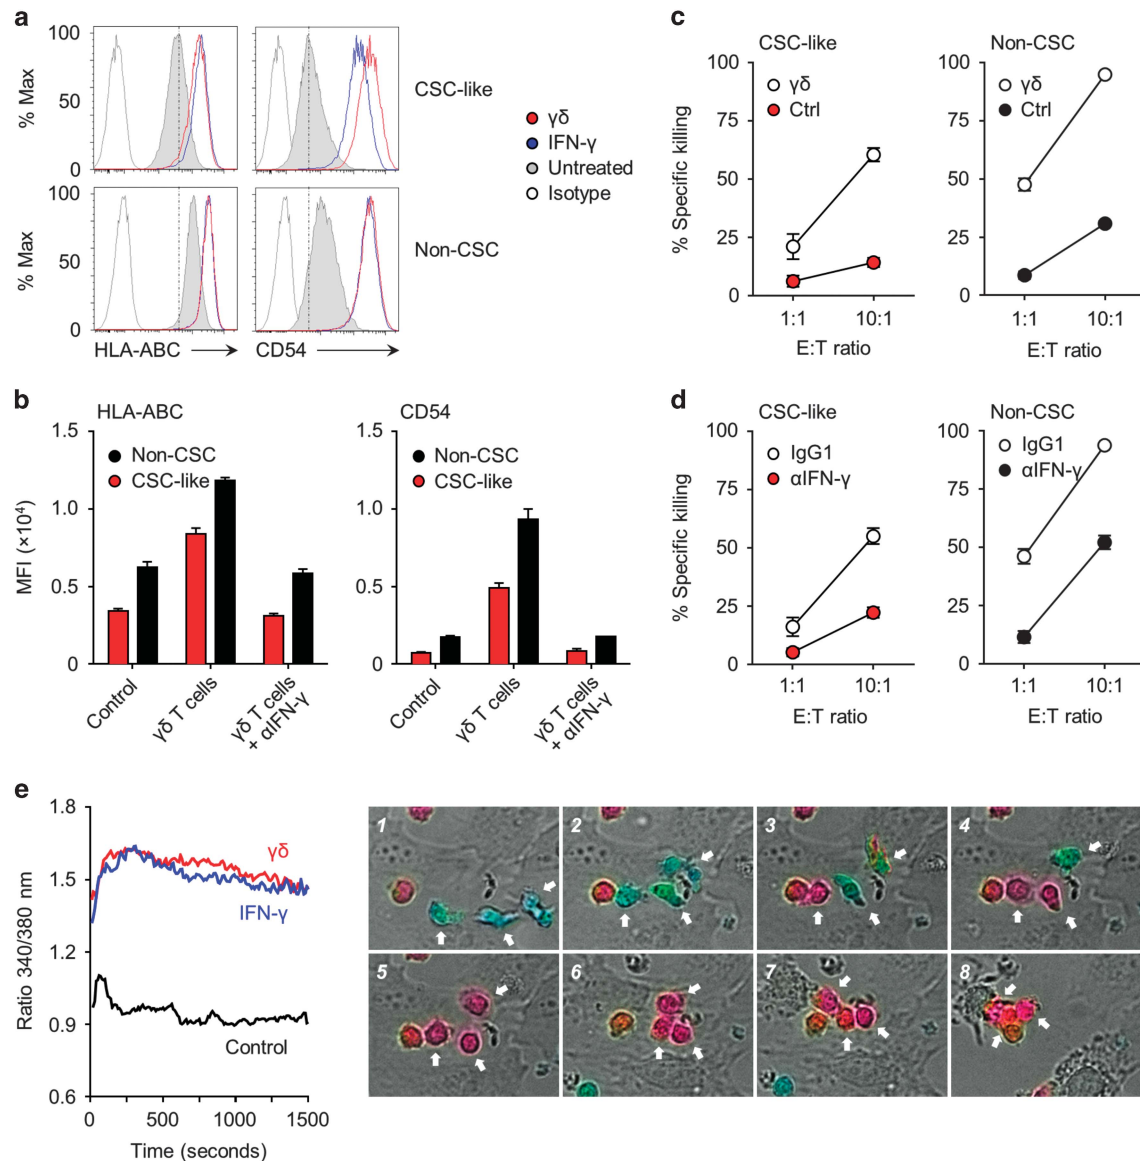 a
% Max
100
50
0
CSC-like
γδ
IFN-γ
Untreated
Isotype
% Max
100
50
0
Non-CSC
HLA-ABC
CD54
b
HLA-ABC
MFI (×10⁴)
1.5
1.0
0.5
0
Non-CSC
CSC-like
Control
γδ T cells
γδ T cells
+ αIFN-γ
CD54
1.5
1.0
0.5
0
Non-CSC
CSC-like
Control
γδ T cells
γδ T cells
+ αIFN-γ
c
CSC-like
% Specific killing
100
75
50
25
0
γδ
Ctrl
1:1 10:1
E:T ratio
Non-CSC
100
75
50
25
0
γδ
Ctrl
1:1 10:1
E:T ratio
d
CSC-like
% Specific killing
100
75
50
25
0
IgG1
αIFN-γ
1:1 10:1
E:T ratio
Non-CSC
100
75
50
25
0
IgG1
αIFN-γ
1:1 10:1
E:T ratio
e
Ratio 340/380 nm
1.8
1.5
1.2
0.9
0.6
γδ
IFN-γ
Control
0 500 1000 1500
Time (seconds)
1 2 3 4
5 6 7 8